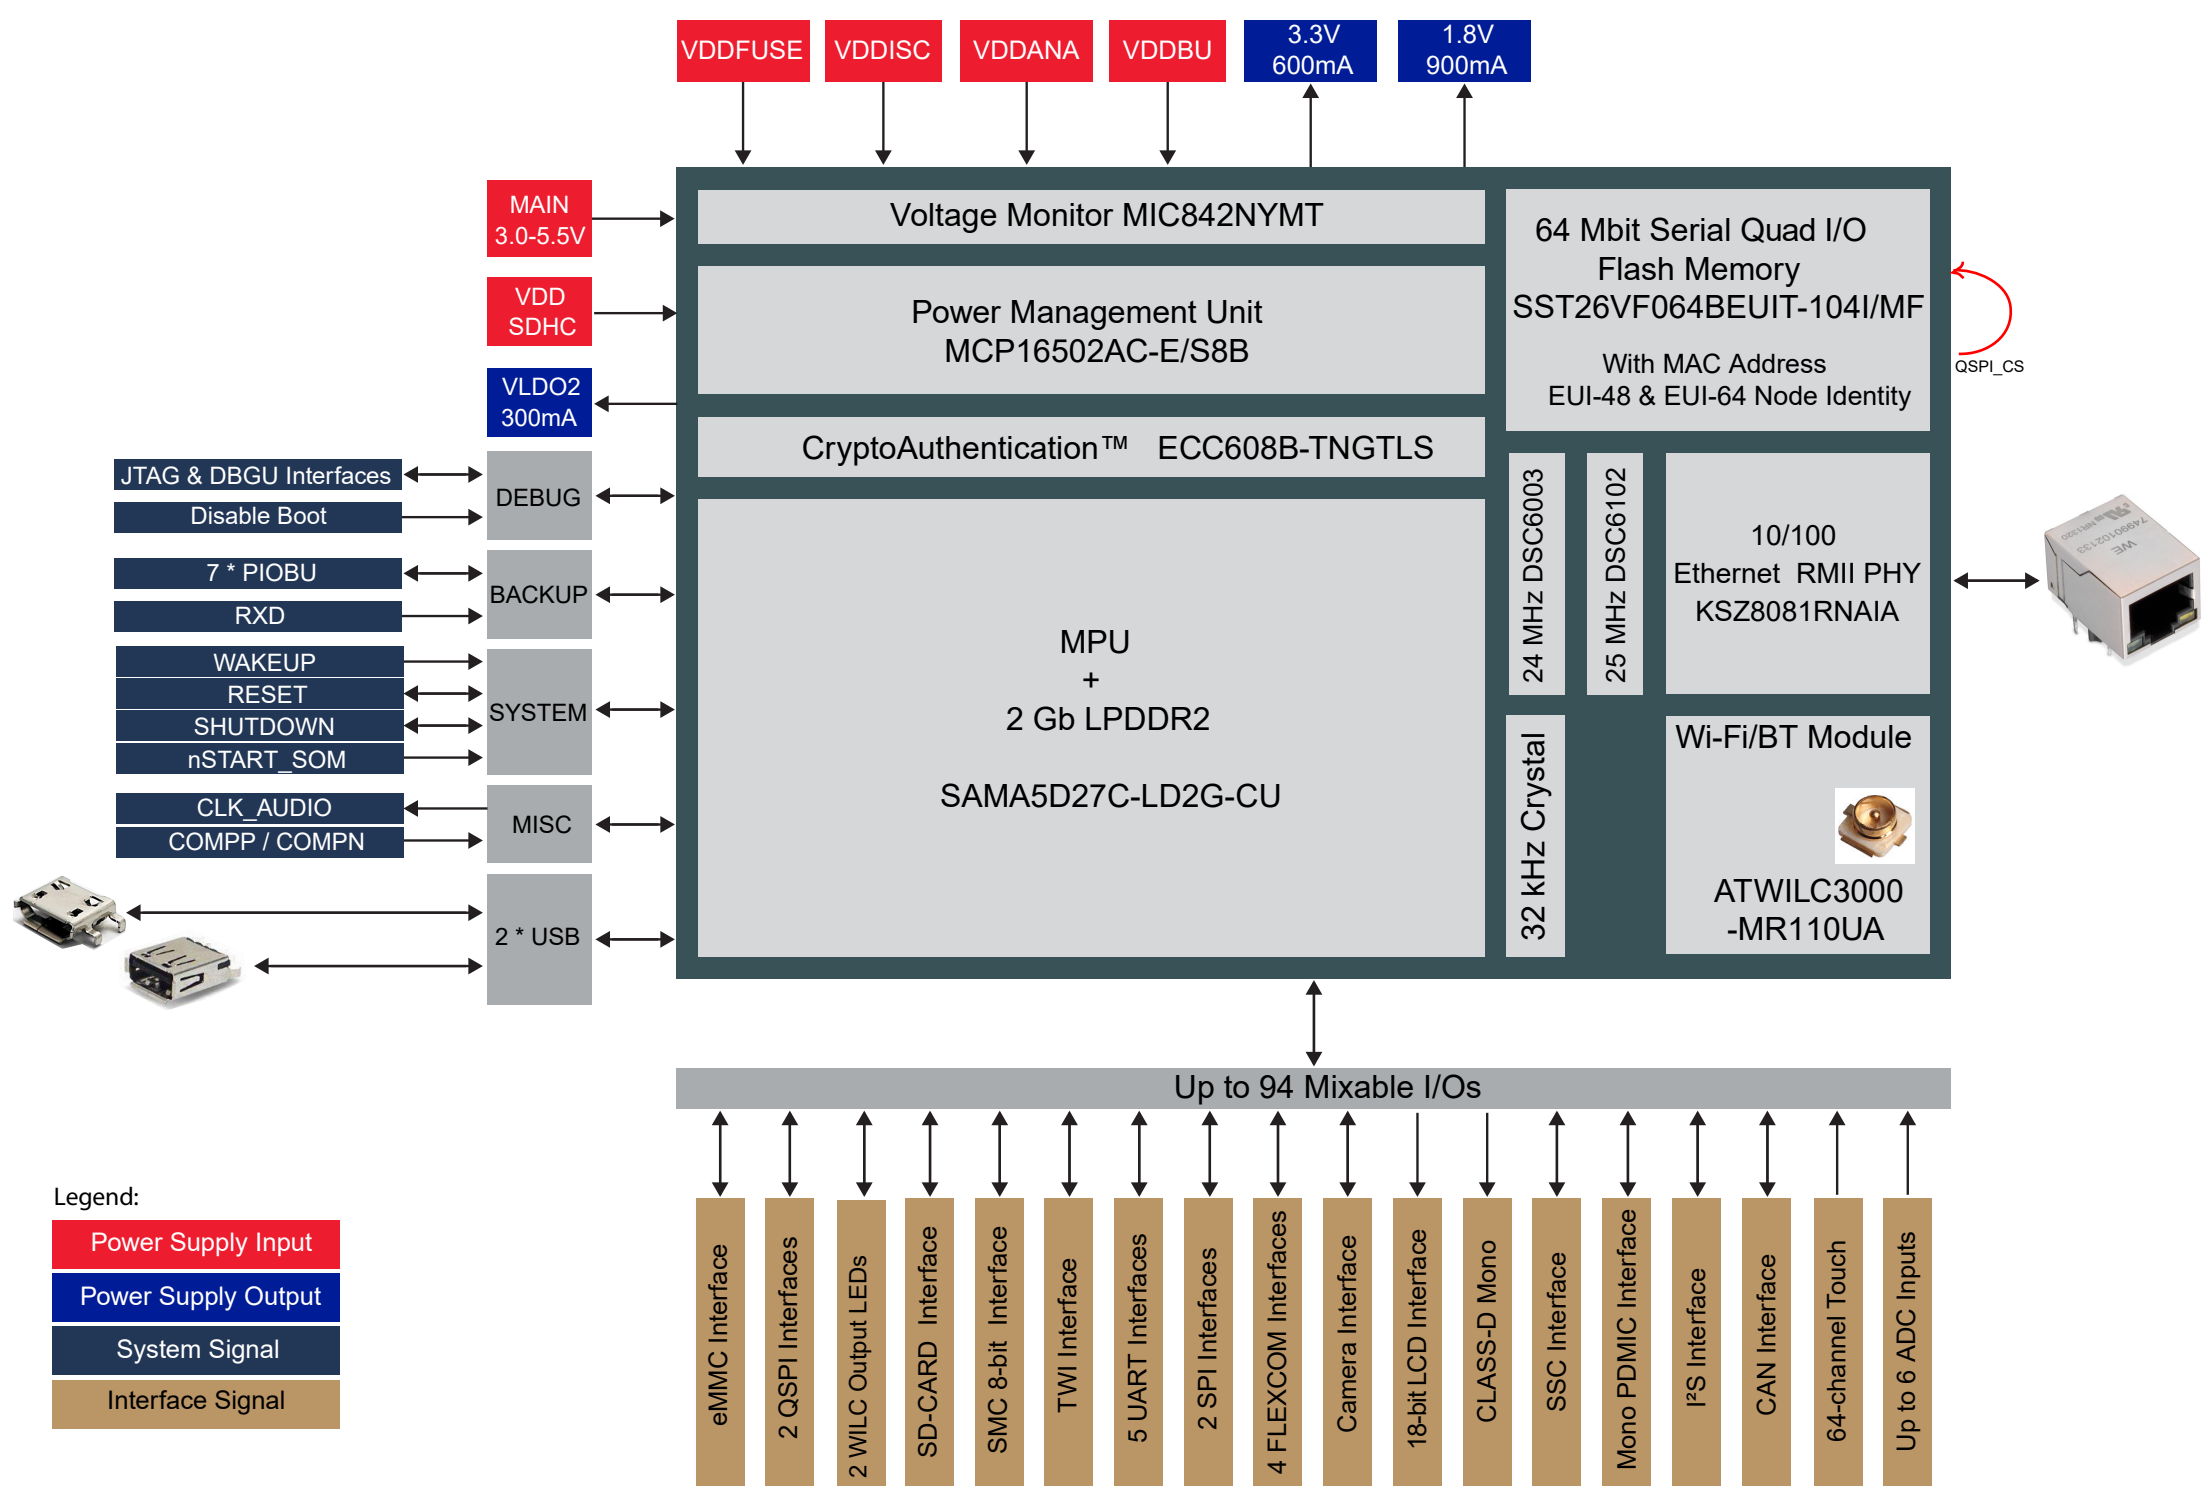 VDDFUSE
VDDISC
VDDANA
VDDBU
3.3V
600mA
1.8V
900mA
MAIN
3.0-5.5V
VDD
SDHC
VLDO2
300mA
Voltage Monitor MIC842NYMT
Power Management Unit
MCP16502AC-E/S8B
CryptoAuthentication™ ECC608B-TNGTLS
64 Mbit Serial Quad I/O
Flash Memory
SST26VF064BEUIT-104I/MF
With MAC Address
EUI-48 & EUI-64 Node Identity
QSPI_CS
JTAG & DBGU Interfaces
Disable Boot
DEBUG
7 * PIOBU
RXD
BACKUP
WAKEUP
RESET
SHUTDOWN
nSTART_SOM
SYSTEM
CLK_AUDIO
COMPP / COMPN
MISC
2 * USB
MPU
+
2 Gb LPDDR2
SAMA5D27C-LD2G-CU
24 MHz DSC6003
25 MHz DSC6102
32 kHz Crystal
10/100
Ethernet RMII PHY
KSZ8081RNAIA
WE
74990102133
Wi-Fi/BT Module
ATWILC3000
-MR110UA
Up to 94 Mixable I/Os
eMMC Interface
2 QSPI Interfaces
2 WILC Output LEDs
SD-CARD Interface
SMC 8-bit Interface
TWI Interface
5 UART Interfaces
2 SPI Interfaces
4 FLEXCOM Interfaces
Camera Interface
18-bit LCD Interface
CLASS-D Mono
SSC Interface
Mono PDMIC Interface
I²S Interface
CAN Interface
64-channel Touch
Up to 6 ADC Inputs
Legend:
Power Supply Input
Power Supply Output
System Signal
Interface Signal